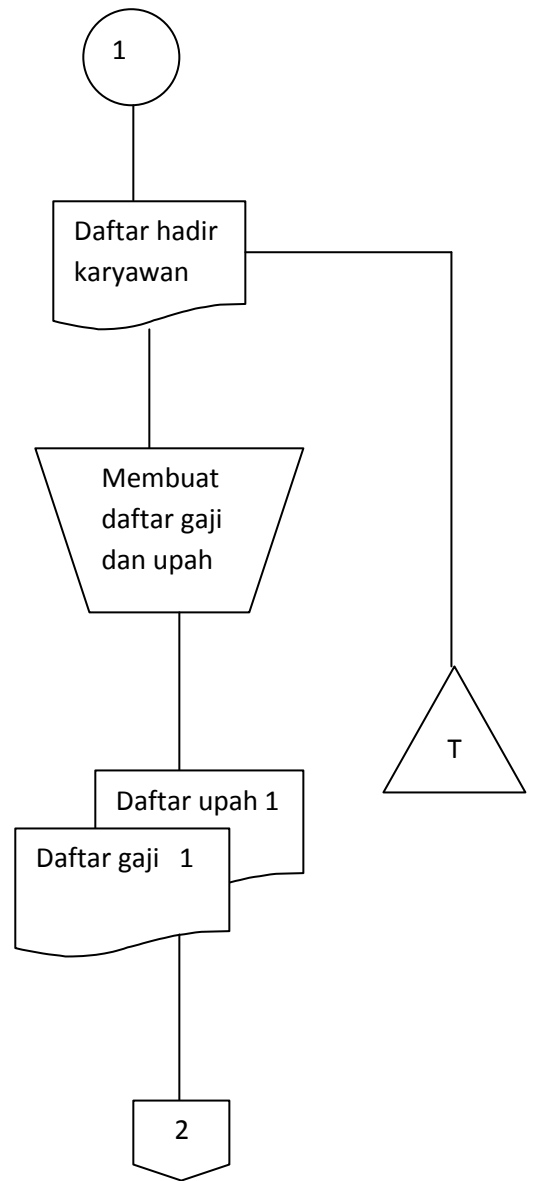 1
Daftar hadir
karyawan
Membuat
daftar gaji
dan upah
T
Daftar upah 1
Daftar gaji 1
2